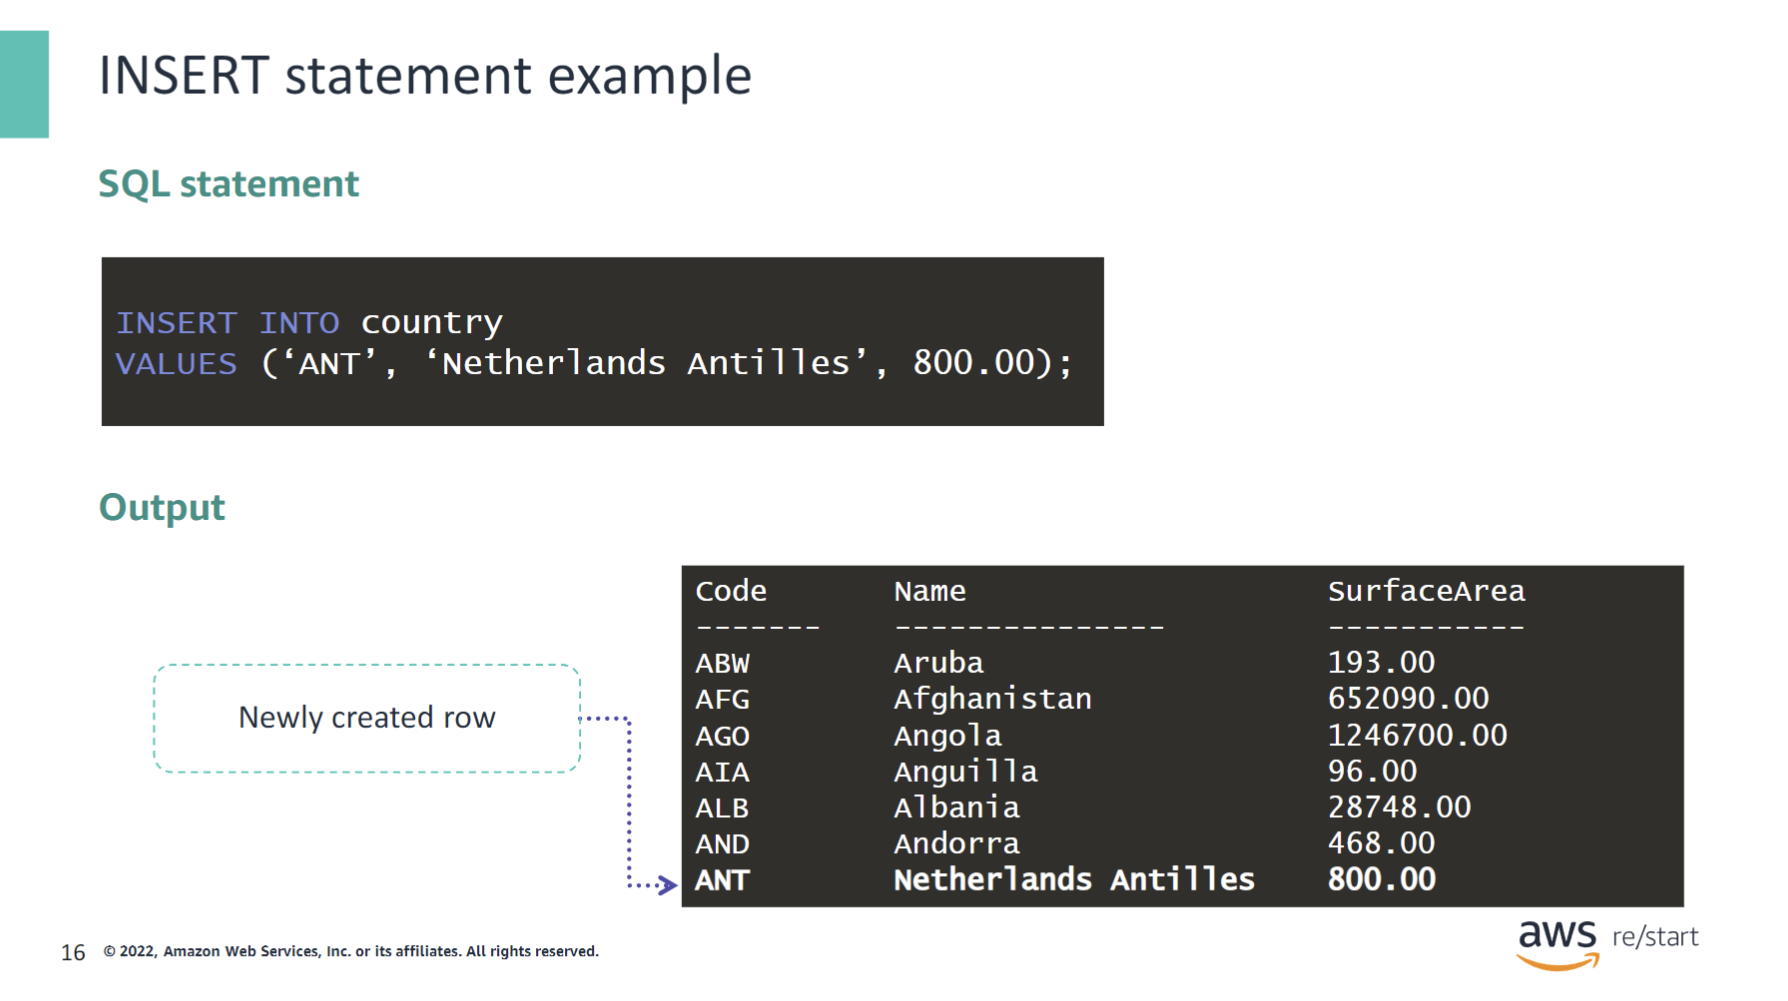 INSERT statement example
SQL statement
INSERT INTO country
VALUES (‘ANT’, ‘Netherlands Antilles’, 800.00);
Output
Newly created row
Code Name SurfaceArea
------- --------------- -----------
ABW Aruba 193.00
AFG Afghanistan 652090.00
AGO Angola 1246700.00
AIA Anguilla 96.00
ALB Albania 28748.00
AND Andorra 468.00
ANT Netherlands Antilles 800.00
16 © 2022, Amazon Web Services, Inc. or its affiliates. All rights reserved.
aws re/start